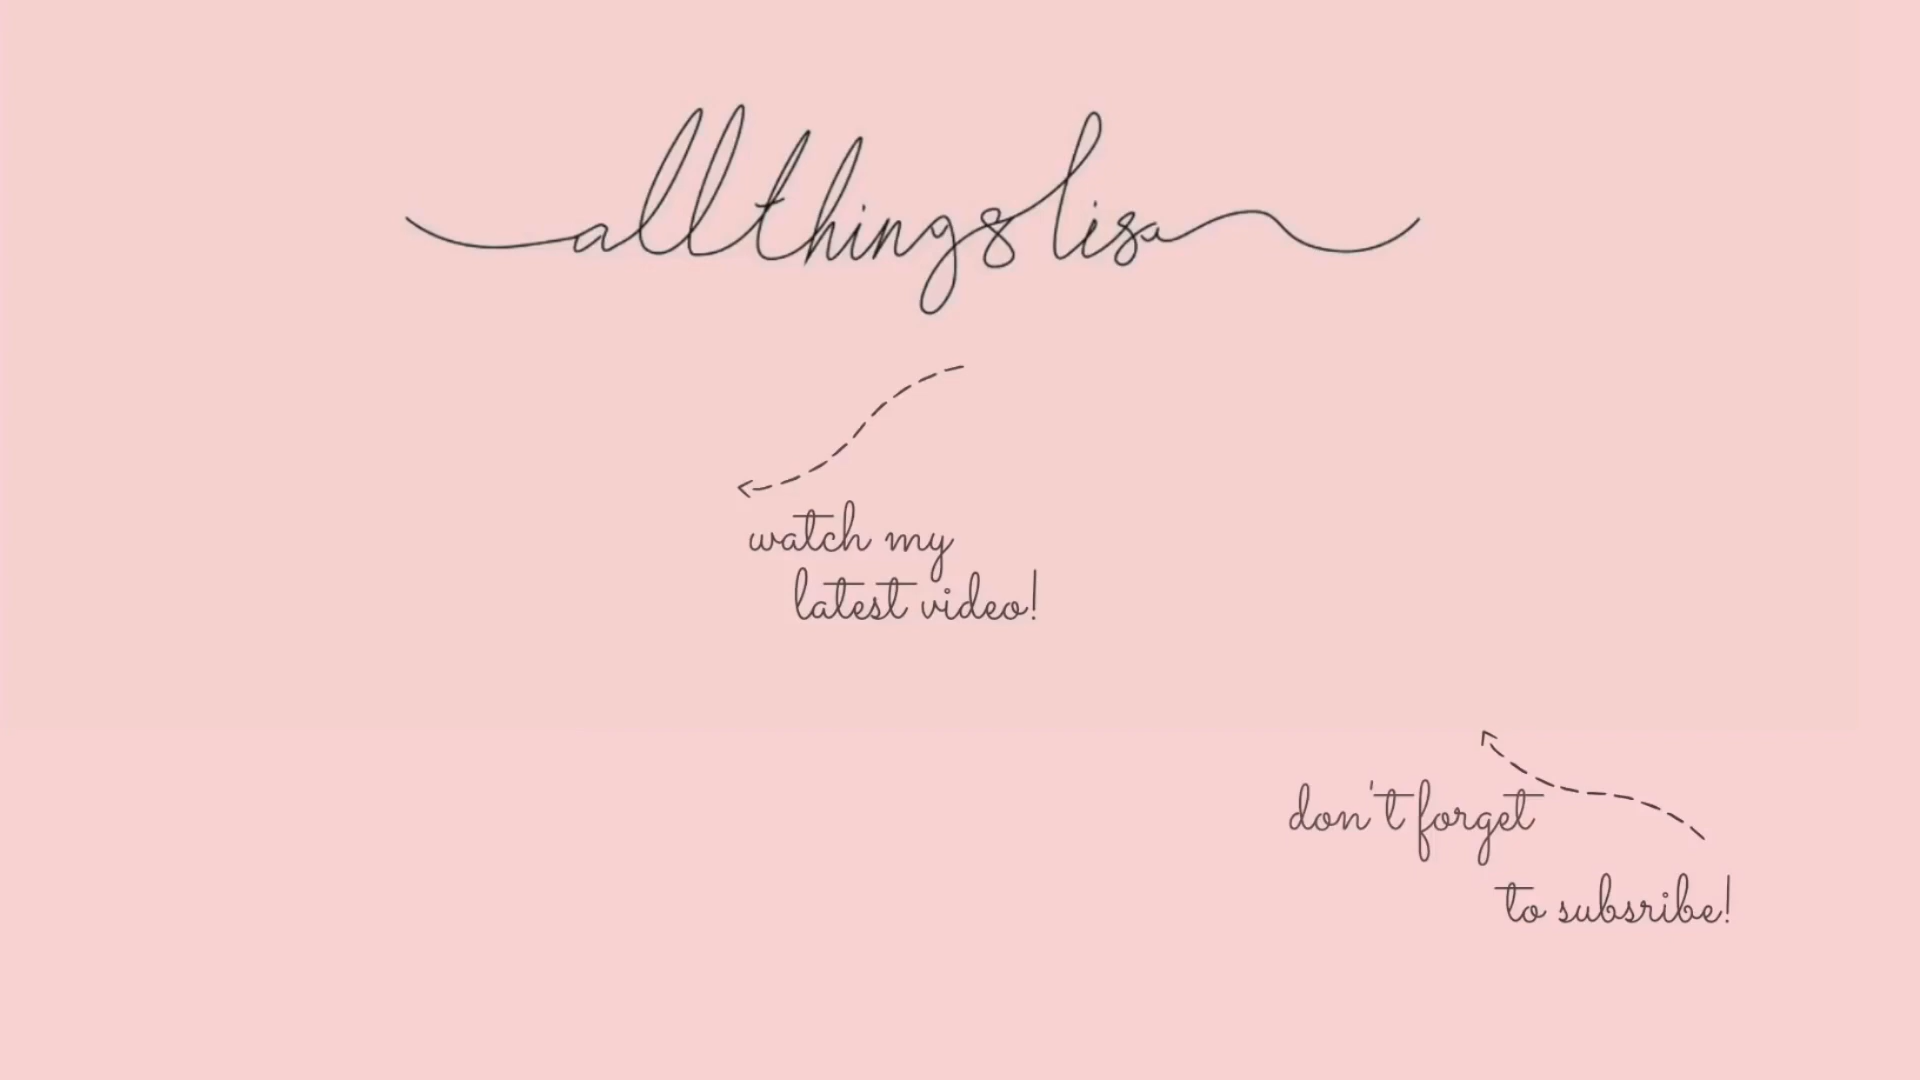 allthingslisa
watch my
latest video!
don't forget
to subsribe!